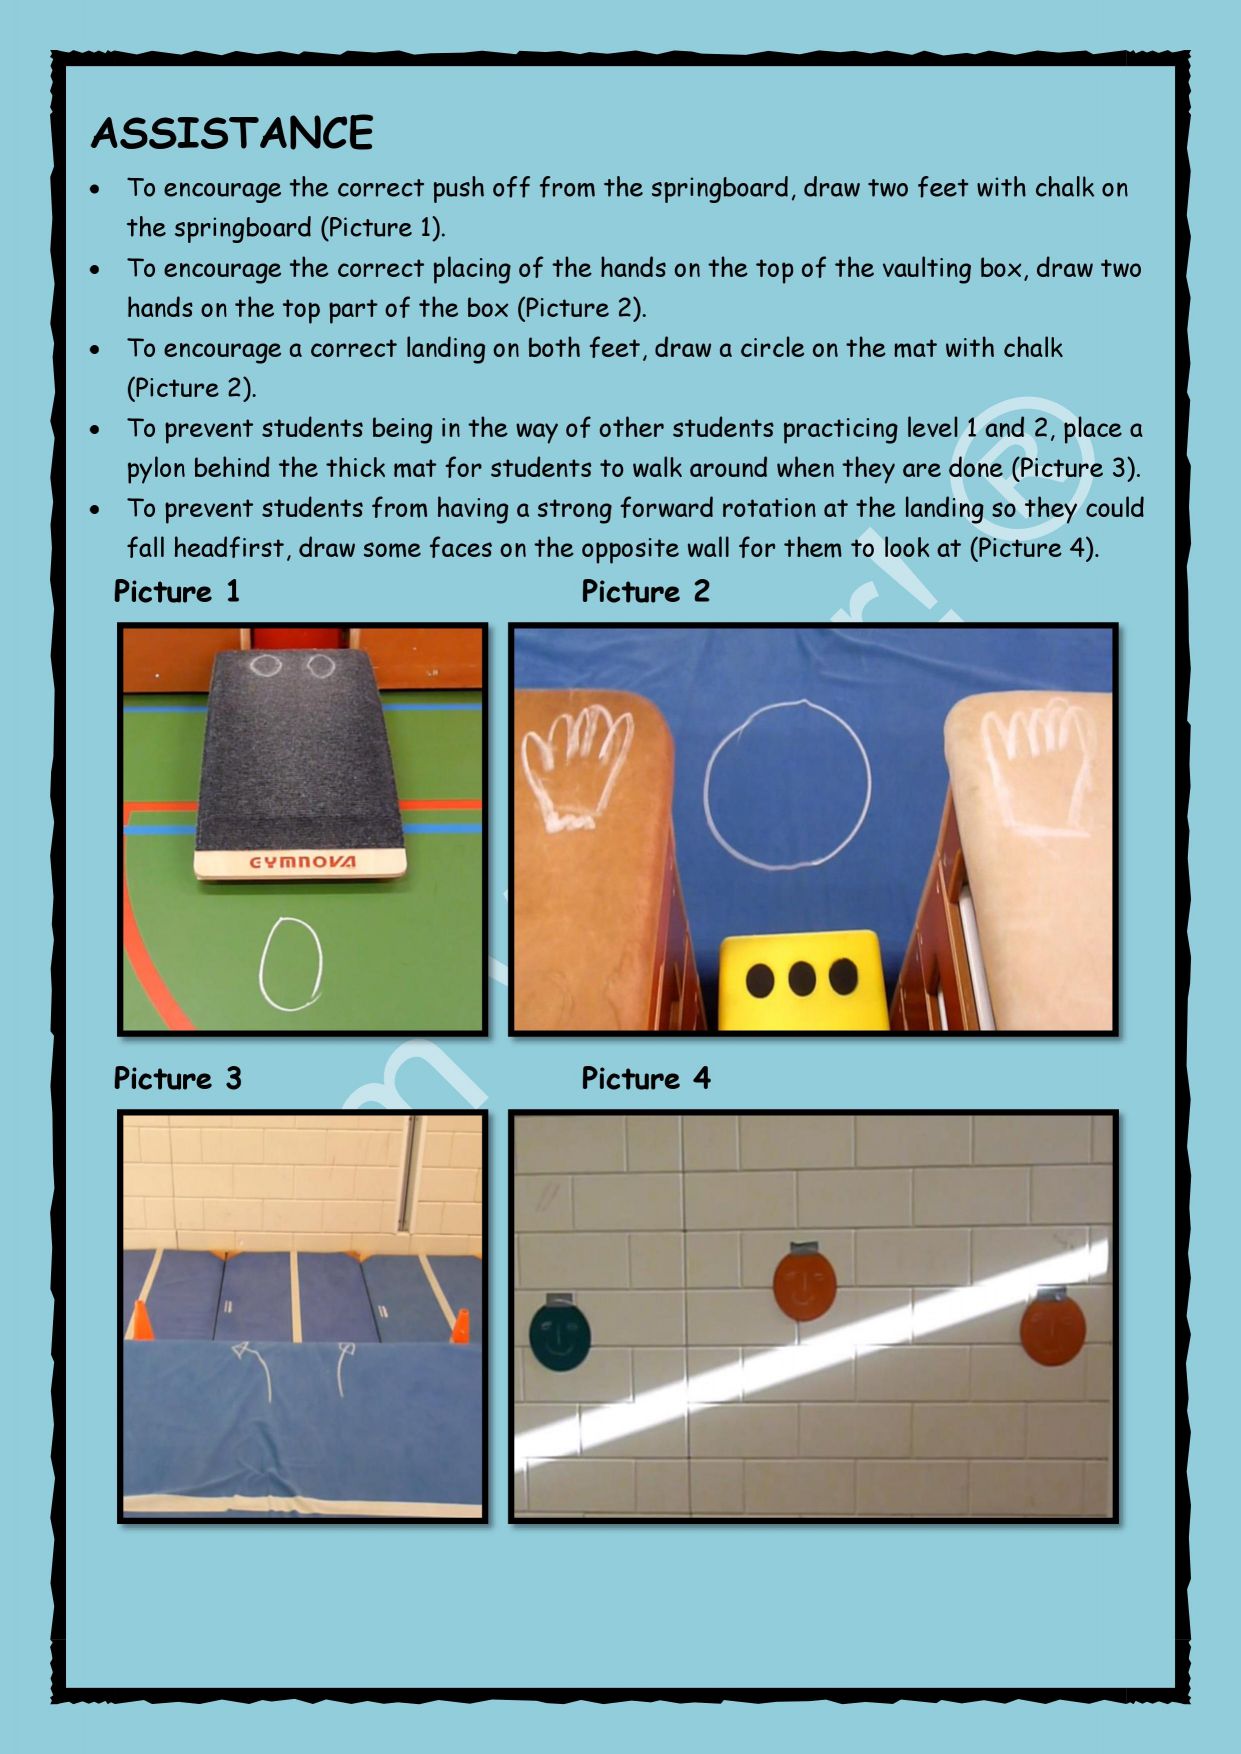 ASSISTANCE
• To encourage the correct push off from the springboard, draw two feet with chalk on
the springboard (Picture 1).
• To encourage the correct placing of the hands on the top of the vaulting box, draw two
hands on the top part of the box (Picture 2).
• To encourage a correct landing on both feet, draw a circle on the mat with chalk
(Picture 2).
• To prevent students being in the way of other students practicing level 1 and 2, place a
pylon behind the thick mat for students to walk around when they are done (Picture 3).
• To prevent students from having a strong forward rotation at the landing so they could
fall headfirst, draw some faces on the opposite wall for them to look at (Picture 4).
Picture 1 Picture 2
GYMNOVA
Picture 3 Picture 4